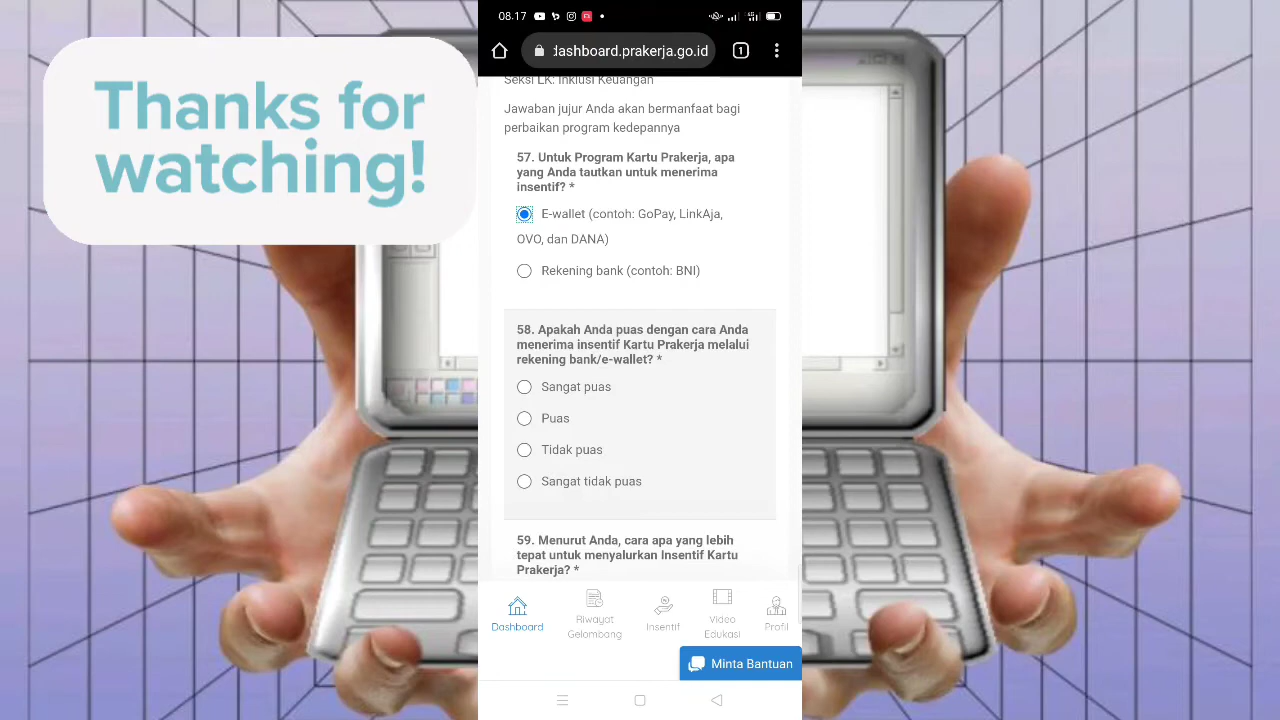 Thanks for
watching!
08.17
dashboard.prakerja.go.id
1
Seksi LK: Inklusi Keuangan
Jawaban jujur Anda akan bermanfaat bagi
perbaikan program kedepannya
57. Untuk Program Kartu Prakerja, apa
yang Anda tautkan untuk menerima
insentif? *
E-wallet (contoh: GoPay, LinkAja,
OVO, dan DANA)
Rekening bank (contoh: BNI)
58. Apakah Anda puas dengan cara Anda
menerima insentif Kartu Prakerja melalui
rekening bank/e-wallet? *
Sangat puas
Puas
Tidak puas
Sangat tidak puas
59. Menurut Anda, cara apa yang lebih
tepat untuk menyalurkan Insentif Kartu
Prakerja? *
Dashboard
Riwayat
Gelombang
Insentif
Video
Edukasi
Profil
Minta Bantuan